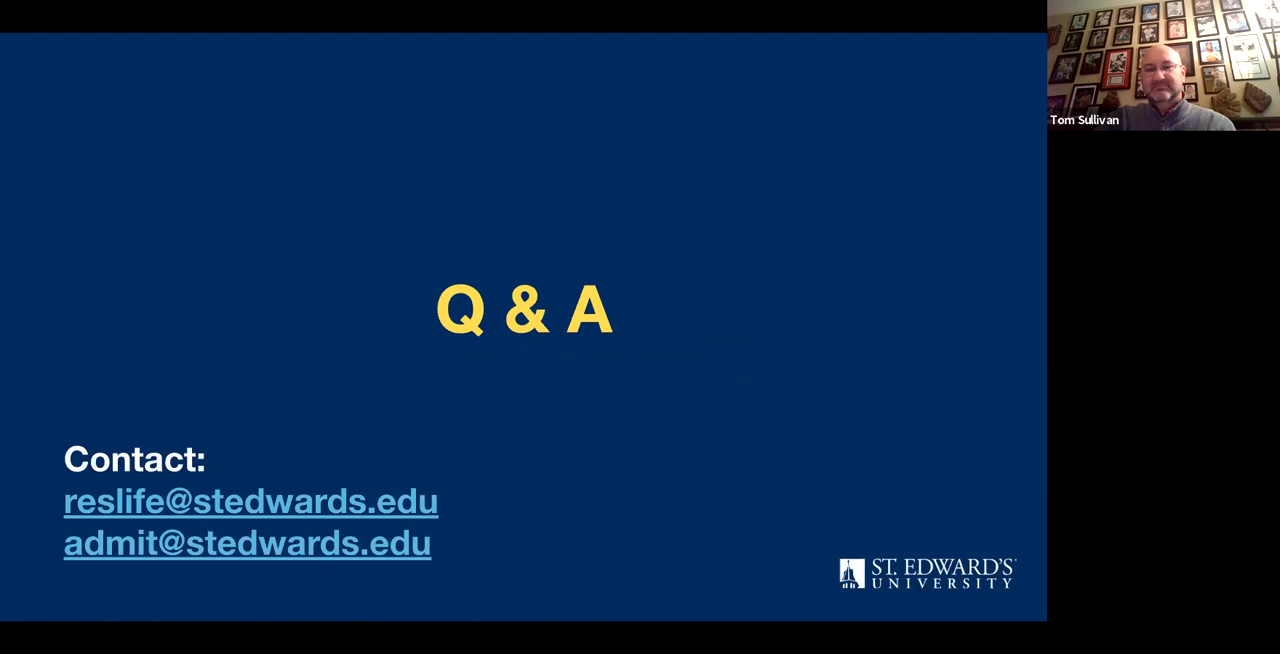 Q & A
Contact:
reslife@stedwards.edu
admit@stedwards.edu
ST. EDWARD'S
UNIVERSITY
Tom Sullivan